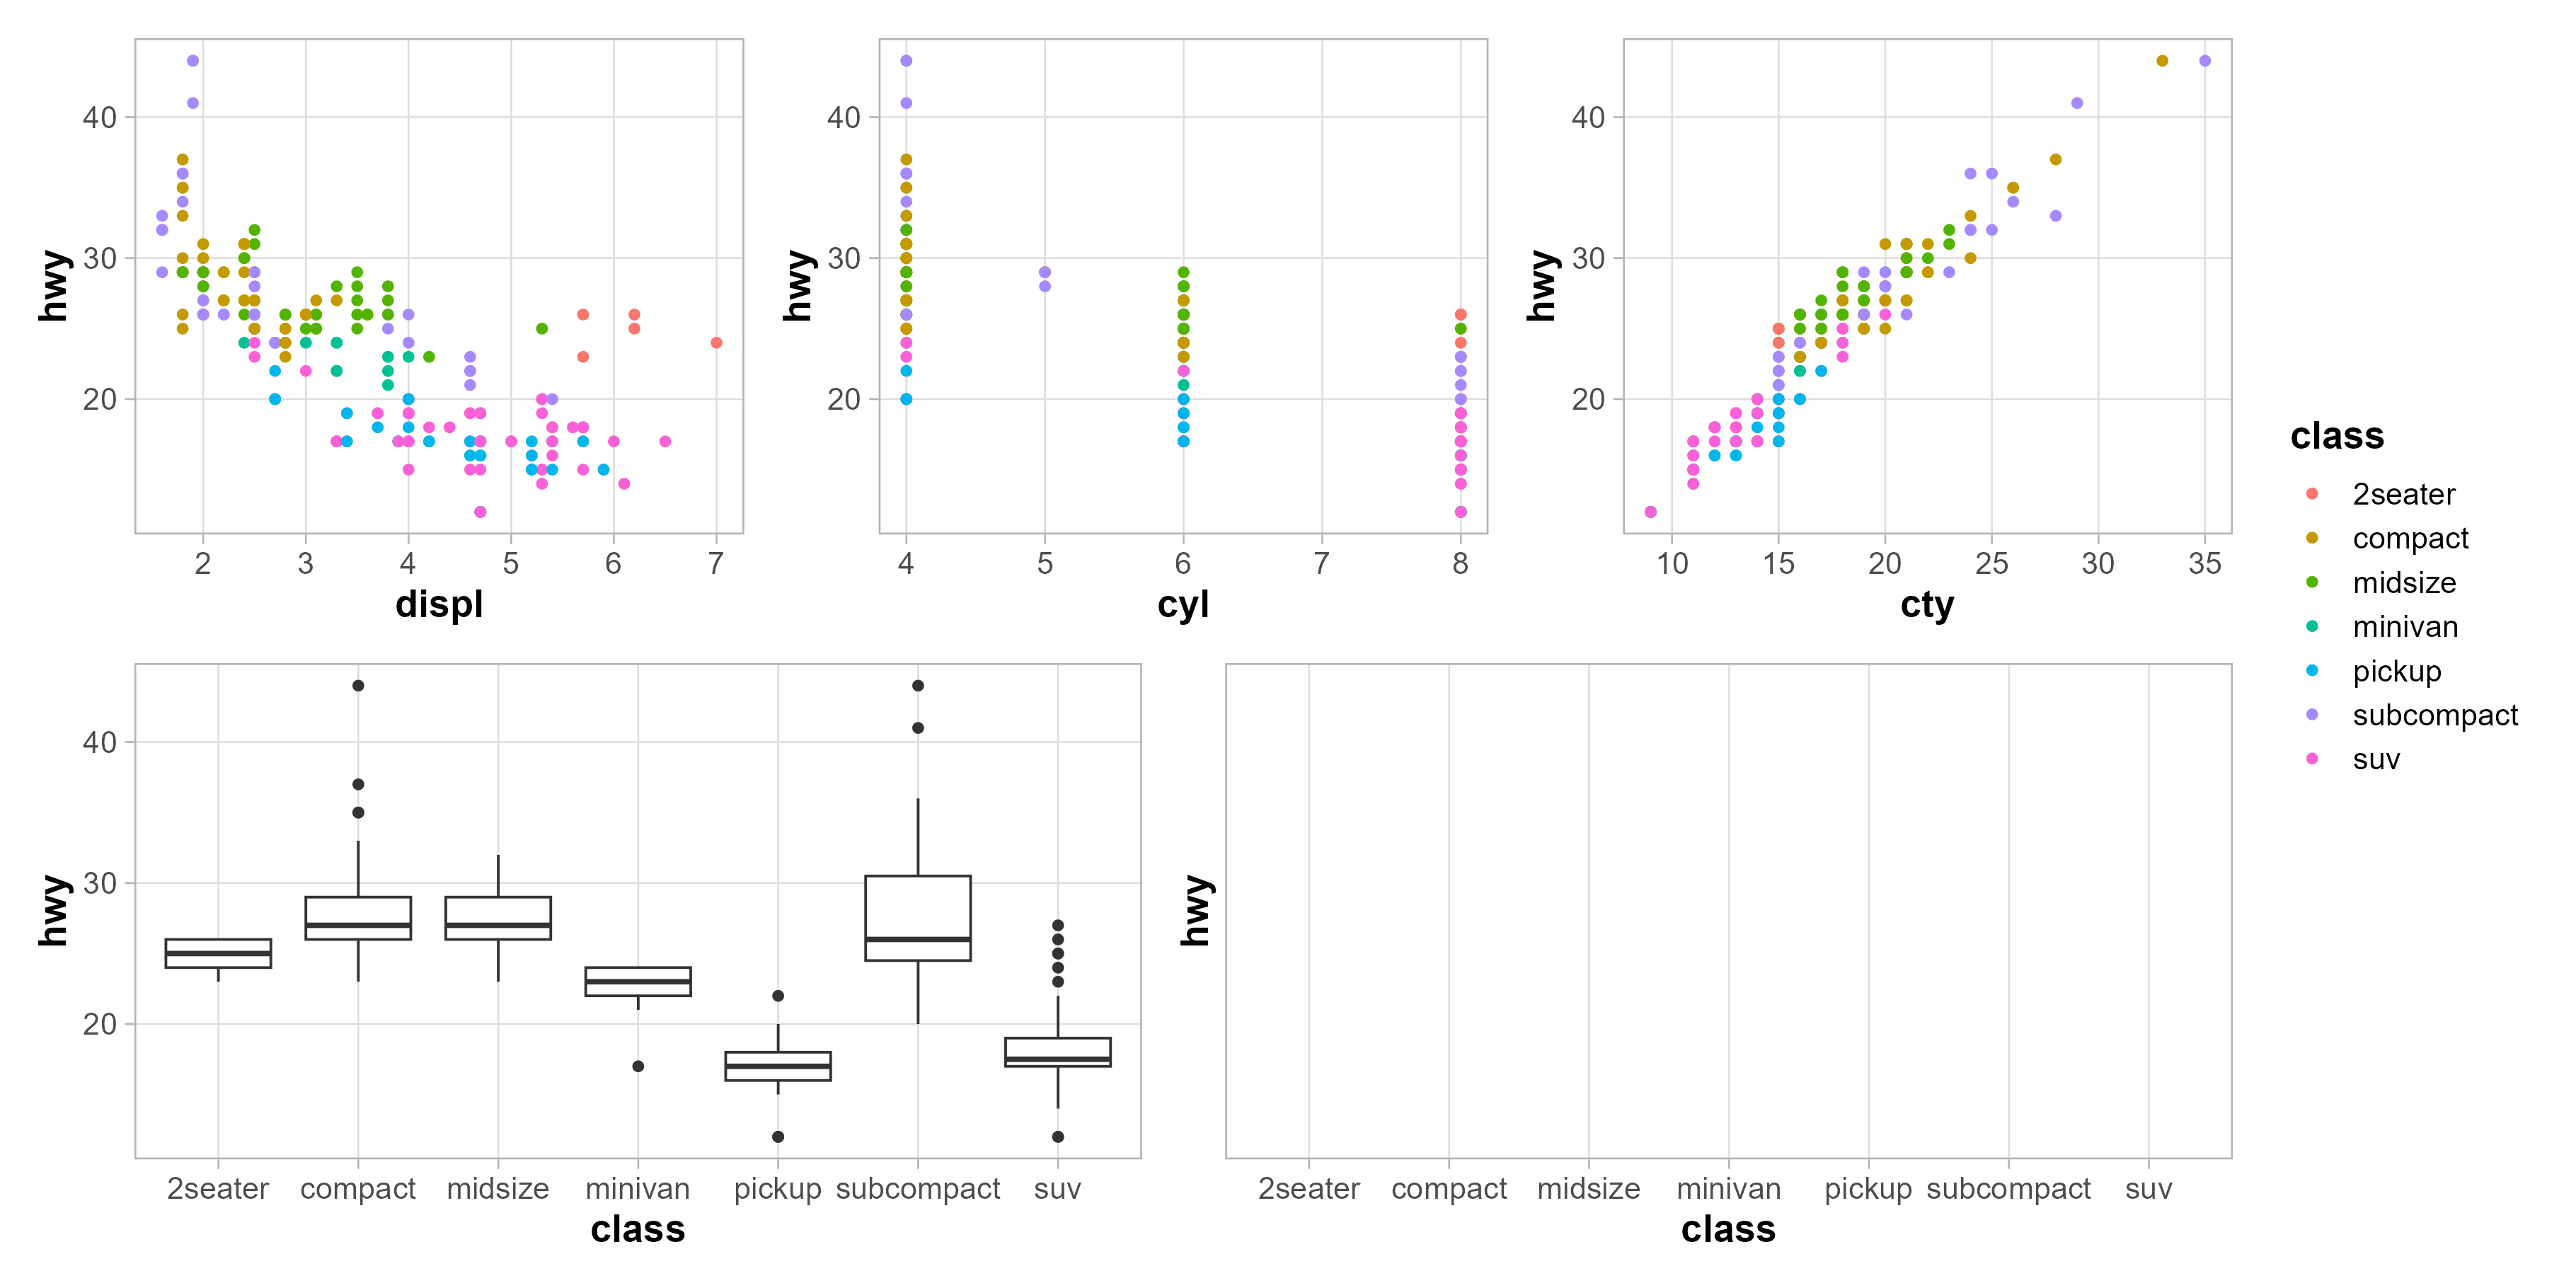 hwy
40
30
20
2 3 4 5 6 7
displ
hwy
40
30
20
4 5 6 7 8
cyl
hwy
40
30
20
10 15 20 25 30 35
cty
hwy
40
30
20
2seater compact midsize minivan pickup subcompact suv
class
hwy
2seater compact midsize minivan pickup subcompact suv
class
class
2seater
compact
midsize
minivan
pickup
subcompact
suv